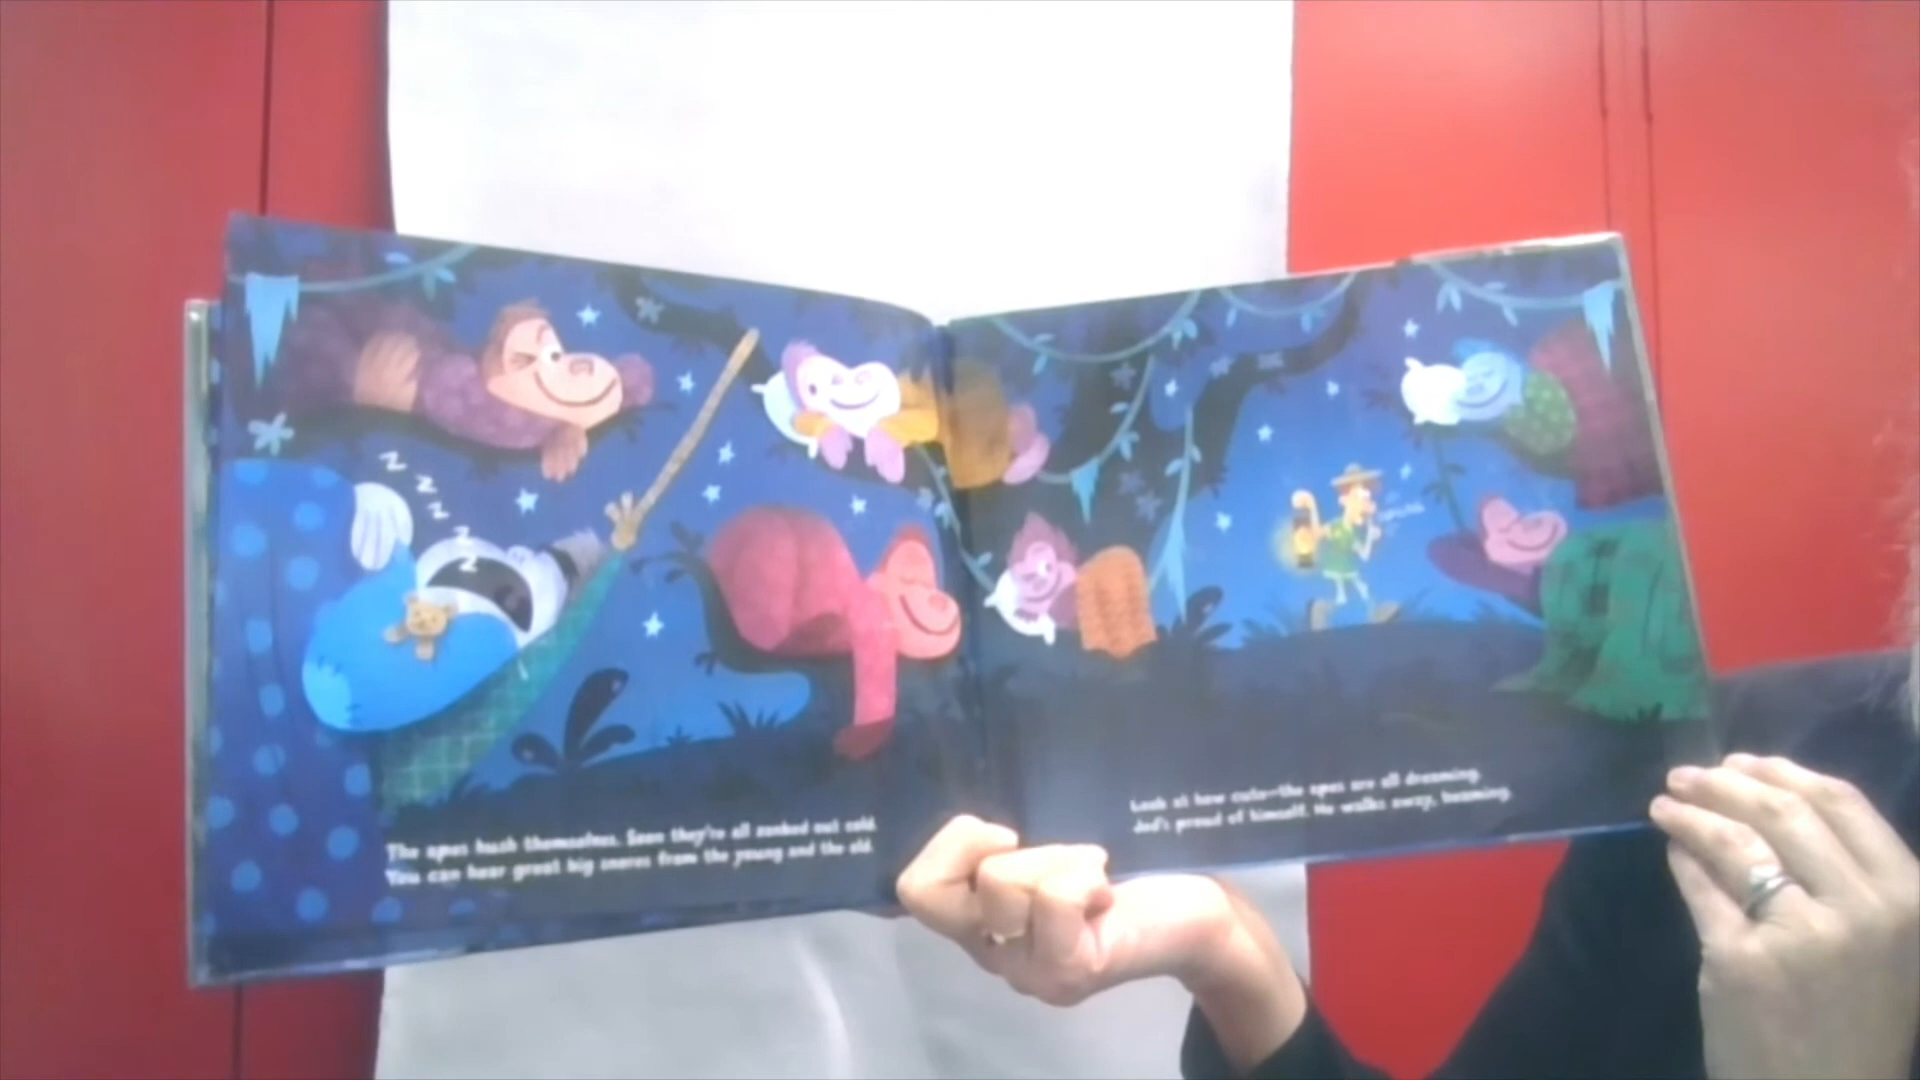 Z
Z
Z
Z
Z
The apes hush themselves. Soon they're all zonked out cold.
You can hear great big snores from the young and the old.
Look at how cute—the apes are all dreaming.
Jed's proud of himself. He walks away, beaming.